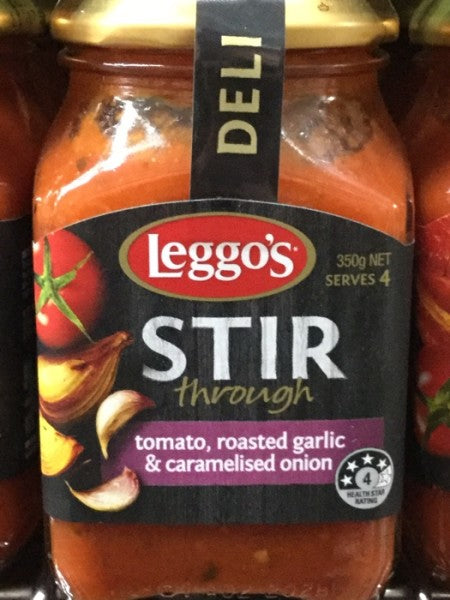 DELI
Leggo's
350g NET
SERVES 4
STIR
through
tomato, roasted garlic
& caramelised onion
4
HEALTH STAR
RATING